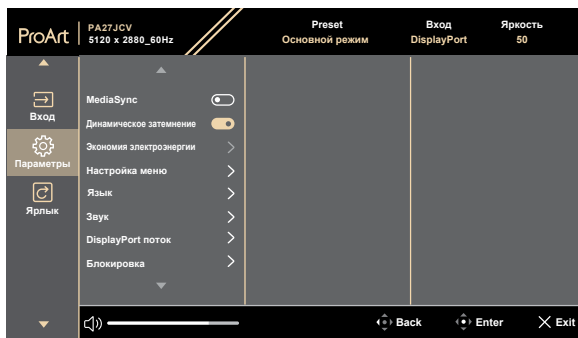 ProArt
PA27JCV
5120 x 2880_60Hz
Preset
Основной режим
Вход
DisplayPort
Яркость
50
Вход
Параметры
Ярлык
MediaSync
Динамическое затемнение
Экономия электроэнергии
Настройка меню
Язык
Звук
DisplayPort поток
Блокировка
Back
Enter
Exit